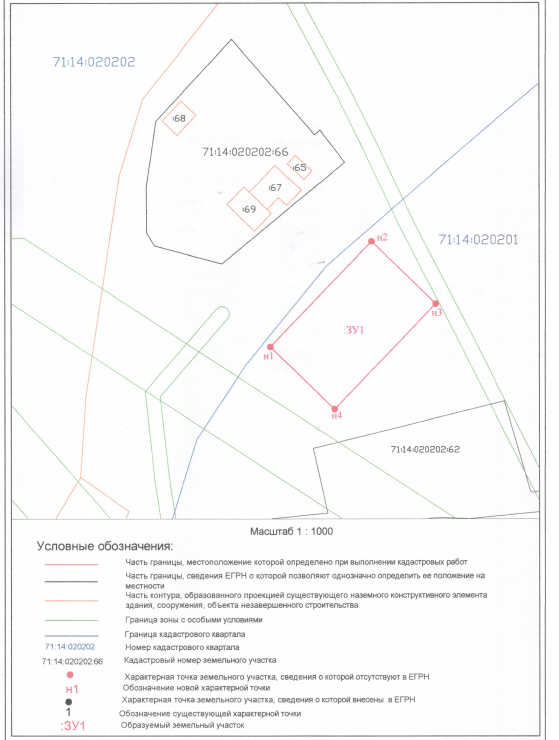 71:14:020202
:68
71:14:020202:66
:65
:67
:69
н2
71:14:020201
н3
:ЗУ1
н1
н4
71:14:020202:62
Масштаб 1 : 1000
Условные обозначения:
Часть границы, местоположение которой определено при выполнении кадастровых работ
Часть границы, сведения ЕГРН о которой позволяют однозначно определить ее положение на
местности
Часть контура, образованного проекцией существующего наземного конструктивного элемента
здания, сооружения, объекта незавершенного строительства
Граница зоны с особыми условиями
Граница кадастрового квартала
71:14:020202 Номер кадастрового квартала
71:14:020202:66 Кадастровый номер земельного участка
Характерная точка земельного участка, сведения о которой отсутствуют в ЕГРН
н1 Обозначение новой характерной точки
Характерная точка земельного участка, сведения о которой внесены в ЕГРН
1 Обозначение существующей характерной точки
:ЗУ1 Образуемый земельный участок